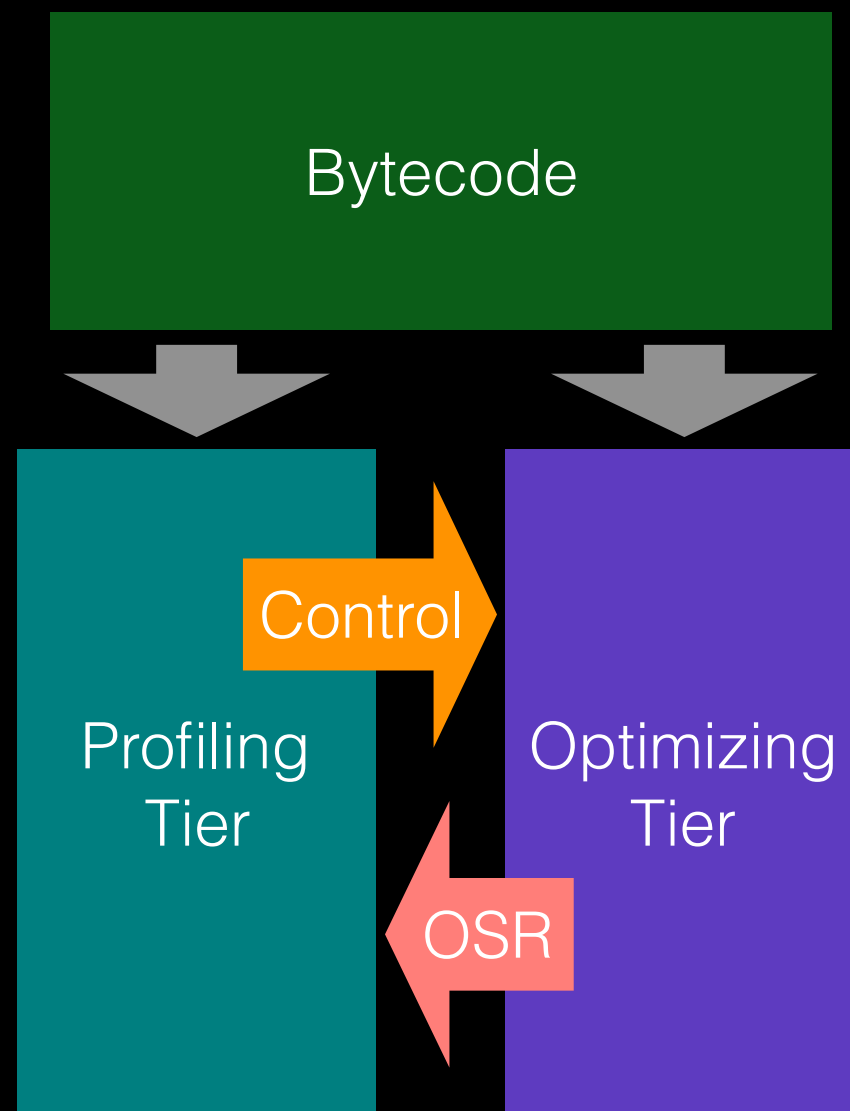 Bytecode
Control
Profiling
Tier
Optimizing
Tier
OSR